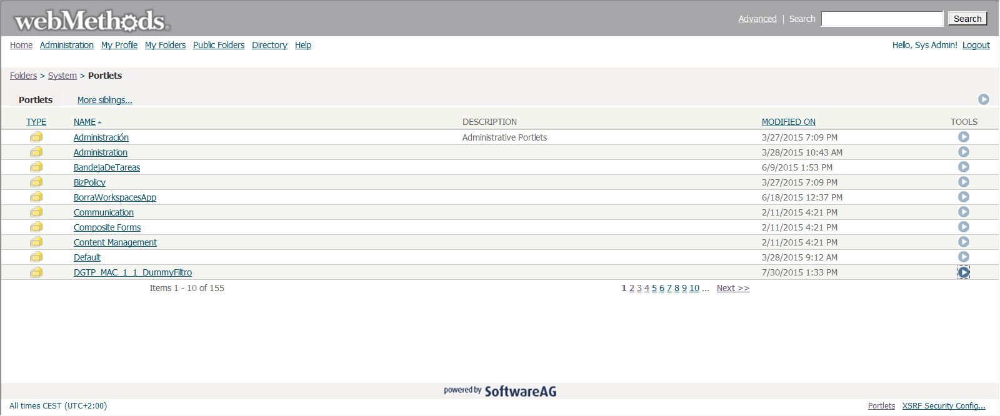 webMethods. Advanced | Search Search
Home Administration My Profile My Folders Public Folders Directory Help Hello, Sys Admin! Logout
Folders > System > Portlets
Portlets More siblings...
TYPE NAME DESCRIPTION MODIFIED ON TOOLS
Administración Administrative Portlets 3/27/2015 7:09 PM
Administration 3/28/2015 10:43 AM
BandejaDeTareas 6/9/2015 1:53 PM
BizPolicy 3/27/2015 7:09 PM
BorraWorkspacesApp 6/18/2015 12:37 PM
Communication 2/11/2015 4:21 PM
Composite Forms 2/11/2015 4:21 PM
Content Management 2/11/2015 4:21 PM
Default 3/28/2015 9:12 AM
DGTP_MAC_1_1_DummyFiltro 7/30/2015 1:33 PM
Items 1 - 10 of 155 1 2 3 4 5 6 7 8 9 10 ... Next >>
powered by SoftwareAG
All times CEST (UTC+2:00) Portlets XSRF Security Config...